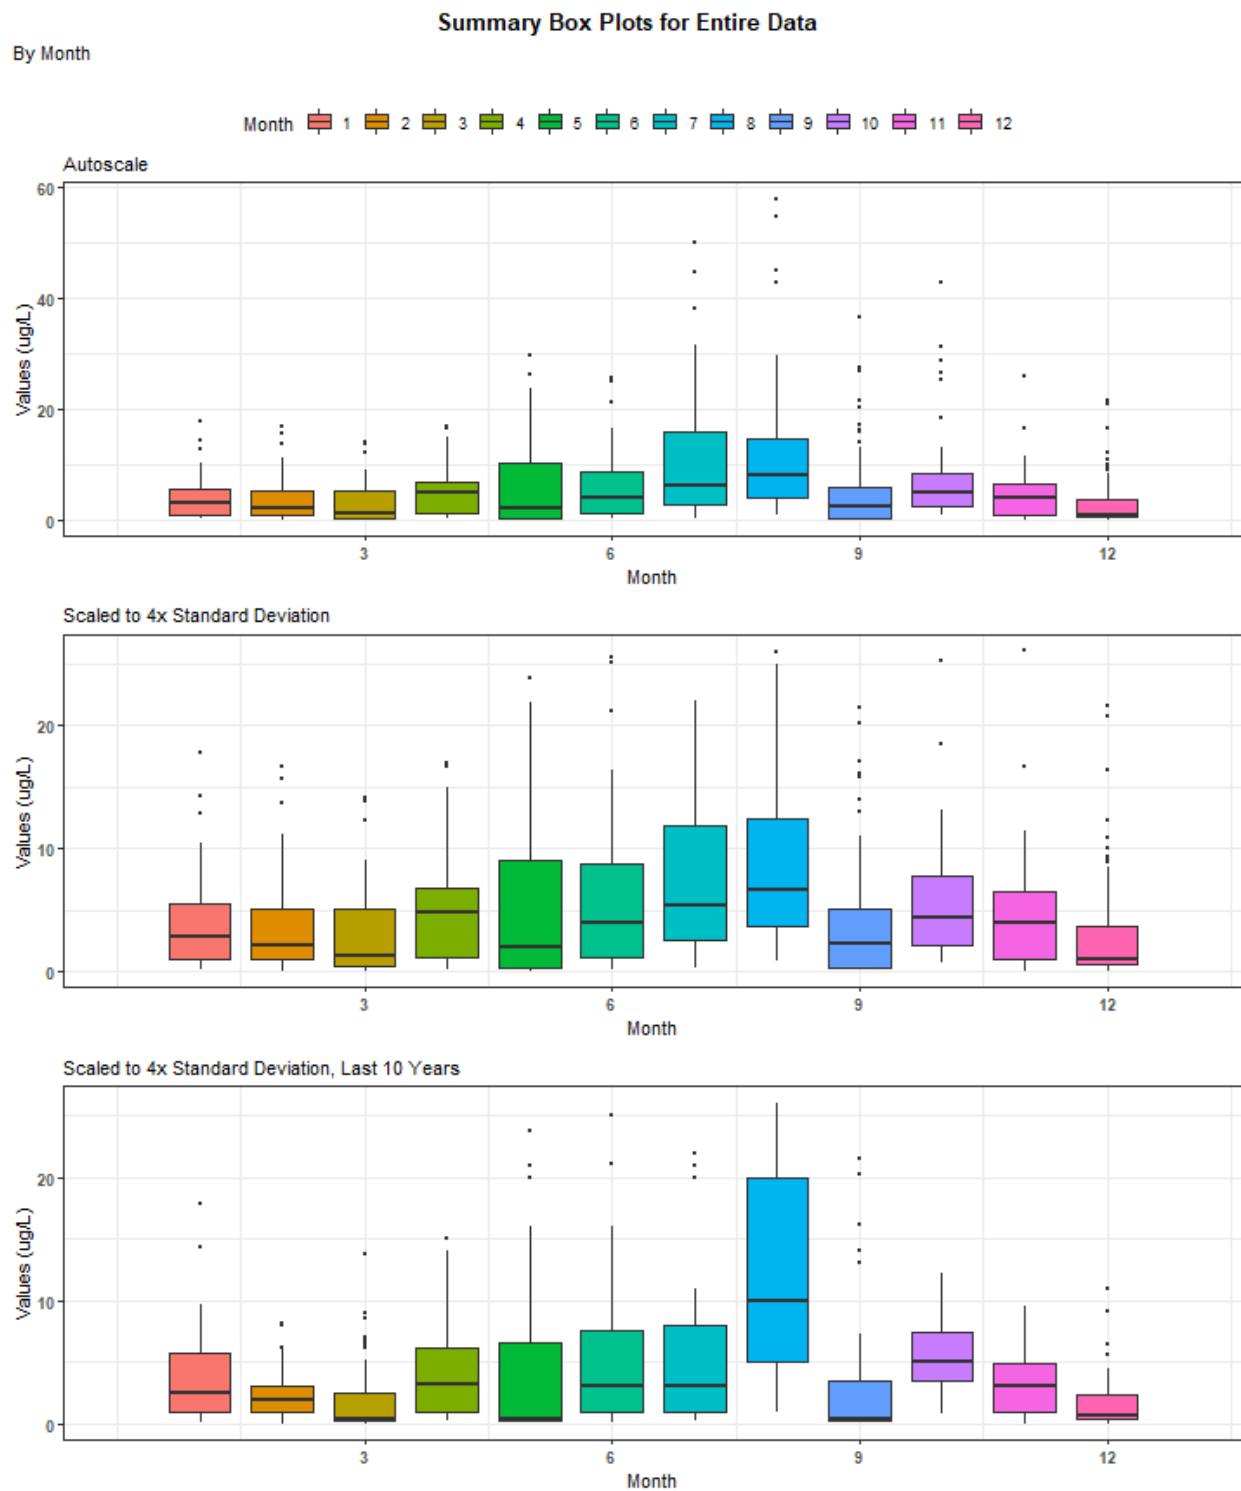 Summary Box Plots for Entire Data
By Month
Month 1 2 3 4 5 6 7 8 9 10 11 12
Autoscale
60
40
20
0
Values (ug/L)
3 6 9 12
Month
Scaled to 4x Standard Deviation
20
10
0
Values (ug/L)
3 6 9 12
Month
Scaled to 4x Standard Deviation, Last 10 Years
20
10
0
Values (ug/L)
3 6 9 12
Month